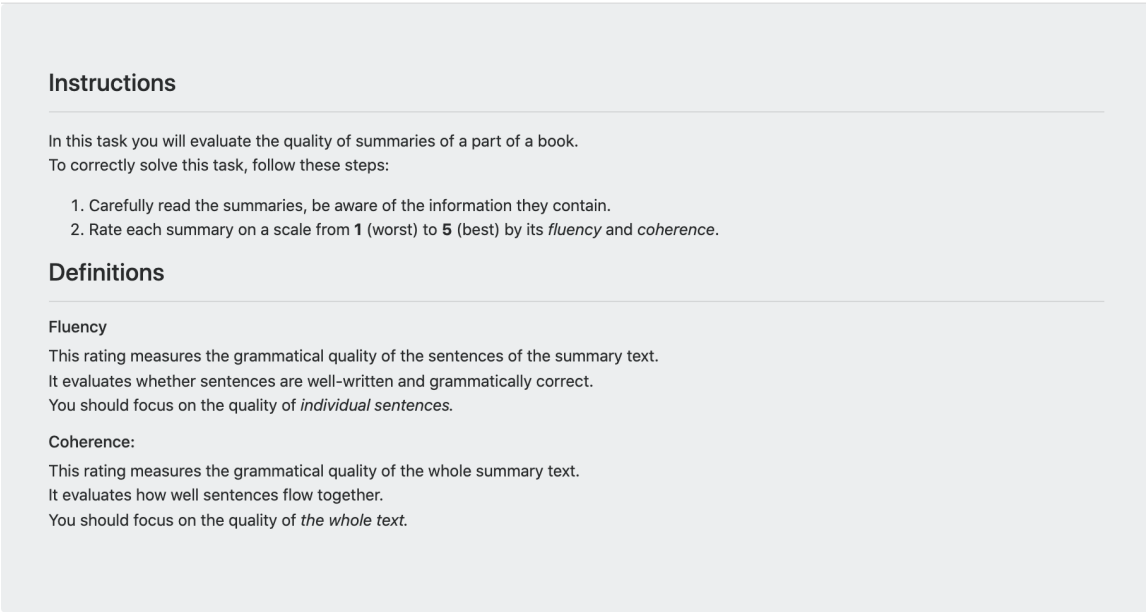 Instructions
In this task you will evaluate the quality of summaries of a part of a book.
To correctly solve this task, follow these steps:
1. Carefully read the summaries, be aware of the information they contain.
2. Rate each summary on a scale from 1 (worst) to 5 (best) by its fluency and coherence.
Definitions
Fluency
This rating measures the grammatical quality of the sentences of the summary text.
It evaluates whether sentences are well-written and grammatically correct.
You should focus on the quality of individual sentences.
Coherence:
This rating measures the grammatical quality of the whole summary text.
It evaluates how well sentences flow together.
You should focus on the quality of the whole text.